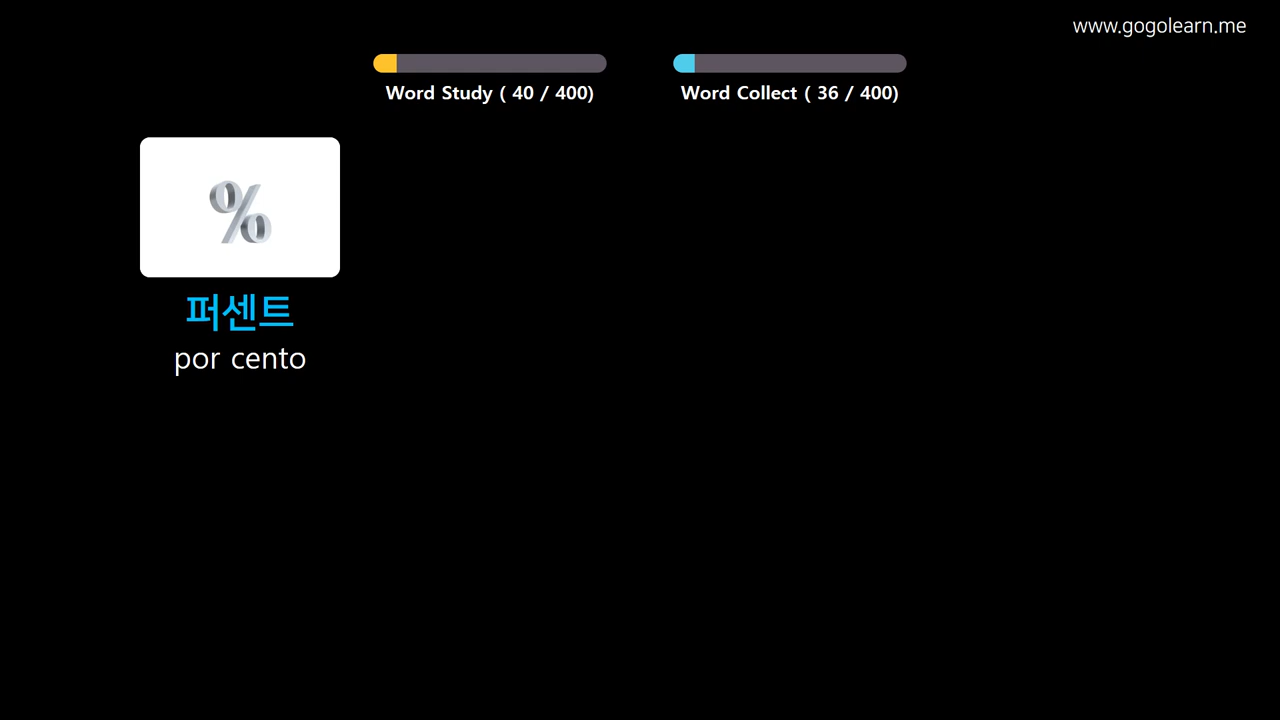 www.gogolearn.me
Word Study ( 40 / 400)
Word Collect ( 36 / 400)
%
퍼센트
por cento